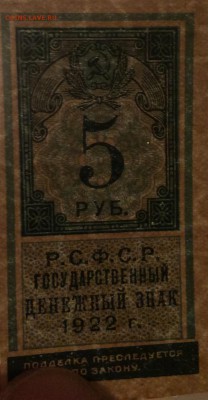 5
РУБ.
Р.С.Ф.С.Р.
ГОСУДАРСТВЕННЫЙ
ДЕНЕЖНЫЙ ЗНАК
1922 г.
ПОДДЕЛКА ПРЕСЛЕДУЕТСЯ
ПО ЗАКОНУ.